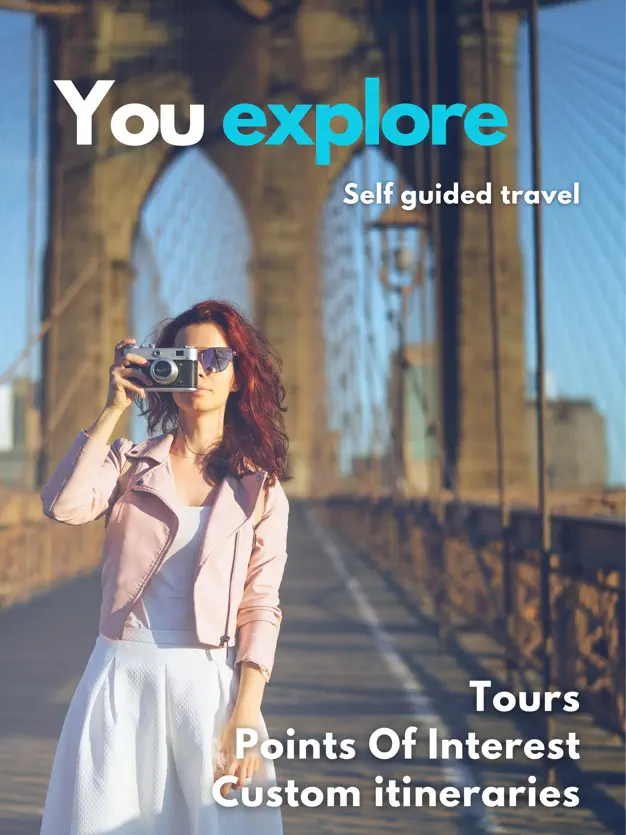 You explore
Self guided travel
Tours
Points Of Interest
Custom itineraries